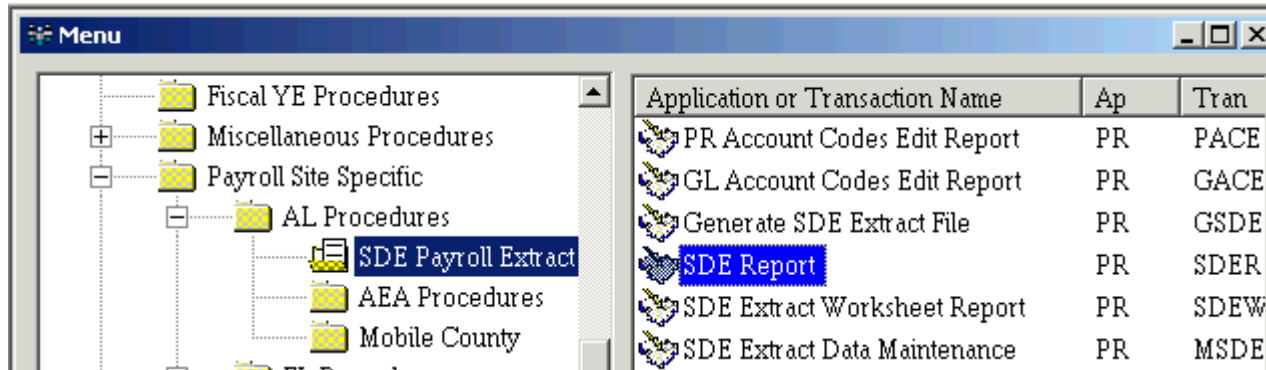 Menu
Fiscal YE Procedures
Miscellaneous Procedures
Payroll Site Specific
AL Procedures
SDE Payroll Extract
AEA Procedures
Mobile County
Application or Transaction Name Ap Tran
PR Account Codes Edit Report PR PACE
GL Account Codes Edit Report PR GACE
Generate SDE Extract File PR GSDE
SDE Report PR SDER
SDE Extract Worksheet Report PR SDEW
SDE Extract Data Maintenance PR MSDE